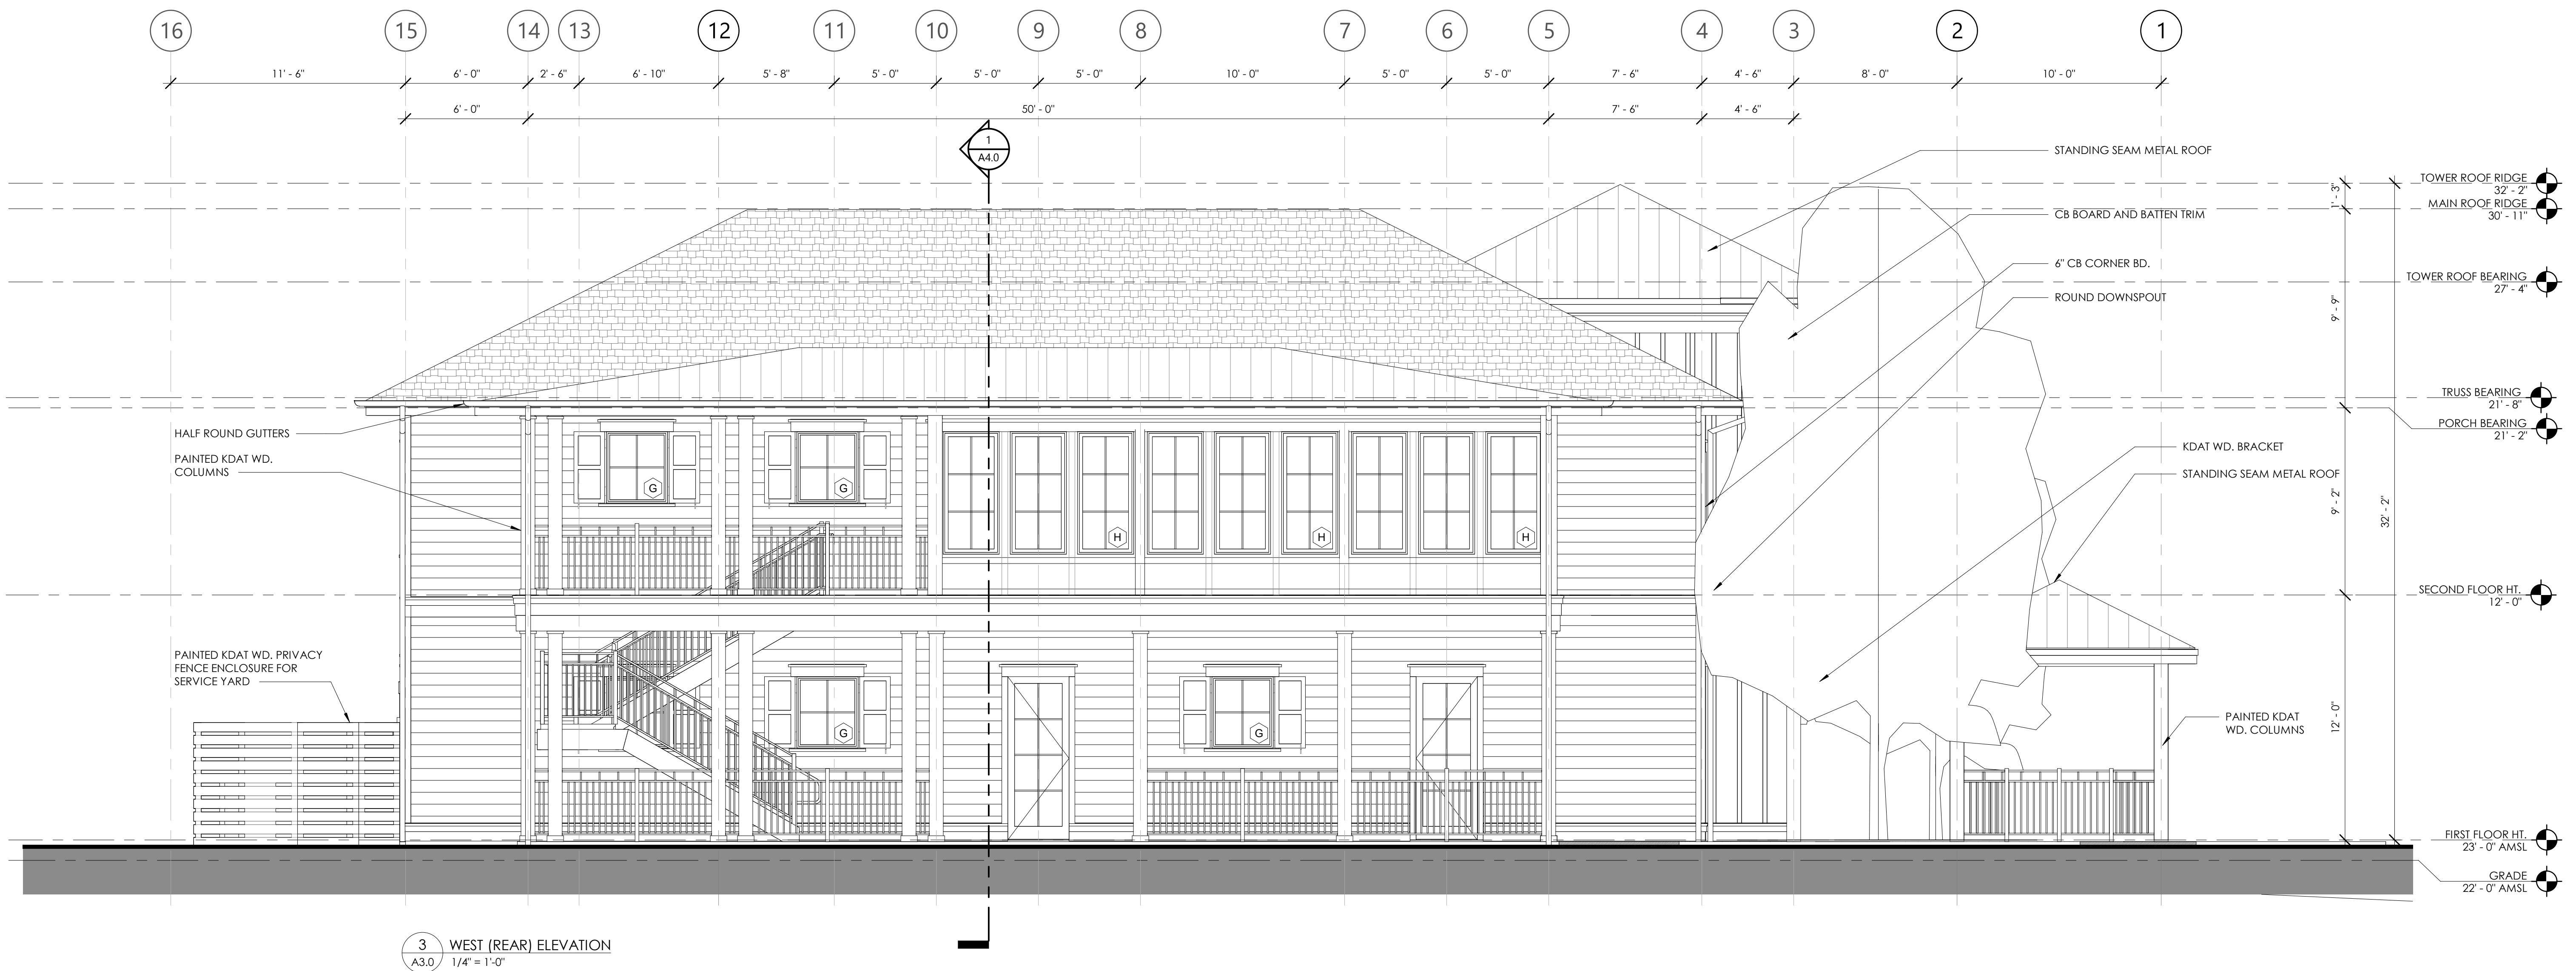 16 15 14 13 12 11 10 9 8 7 6 5 4 3 2 1
11' - 6" 6' - 0" 2' - 6" 6' - 10" 5' - 8" 5' - 0" 5' - 0" 5' - 0" 10' - 0" 5' - 0" 5' - 0" 7' - 6" 4' - 6" 8' - 0" 10' - 0"
6' - 0" 50' - 0" 7' - 6" 4' - 6"
1
A4.0
STANDING SEAM METAL ROOF
CB BOARD AND BATTEN TRIM
6" CB CORNER BD.
ROUND DOWNSPOUT
TOWER ROOF RIDGE
32' - 2"
MAIN ROOF RIDGE
30' - 11"
TOWER ROOF BEARING
27' - 4"
TRUSS BEARING
21' - 8"
PORCH BEARING
21' - 2"
1' - 3"
9' - 9"
9' - 2"
32' - 2"
12' - 0"
HALF ROUND GUTTERS
PAINTED KDAT WD.
COLUMNS
G G
H H H
KDAT WD. BRACKET
STANDING SEAM METAL ROOF
SECOND FLOOR HT.
12' - 0"
PAINTED KDAT WD. PRIVACY
FENCE ENCLOSURE FOR
SERVICE YARD
G G
PAINTED KDAT
WD. COLUMNS
FIRST FLOOR HT.
23' - 0" AMSL
GRADE
22' - 0" AMSL
3 WEST (REAR) ELEVATION
A3.0 1/4" = 1'-0"